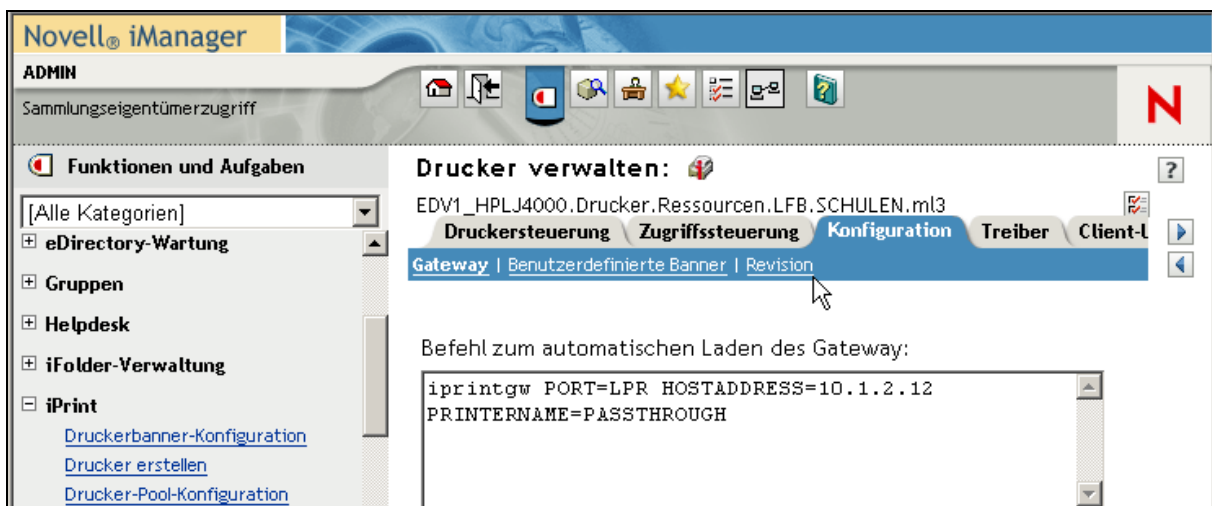 Novell® iManager
ADMIN
Sammlungseigentümerzugriff
N
Funktionen und Aufgaben
[Alle Kategorien]
eDirectory-Wartung
Gruppen
Helpdesk
iFolder-Verwaltung
iPrint
Druckerbanner-Konfiguration
Drucker erstellen
Drucker-Pool-Konfiguration
Drucker verwalten:
?
EDV1_HPLJ4000.Drucker.Ressourcen.LFB.SCHULEN.ml3
Druckersteuerung Zugriffssteuerung Konfiguration Treiber Client-L
Gateway | Benutzerdefinierte Banner | Revision
Befehl zum automatischen Laden des Gateway:
iprintgw PORT=LPR HOSTADDRESS=10.1.2.12
PRINTERNAME=PASSTHROUGH